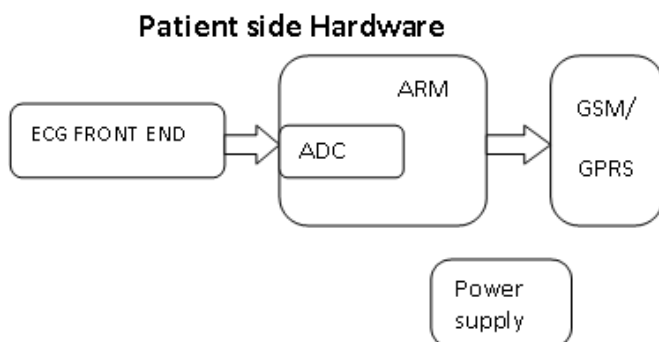 Patient side Hardware
ECG FRONT END
ARM
ADC
GSM/
GPRS
Power
supply